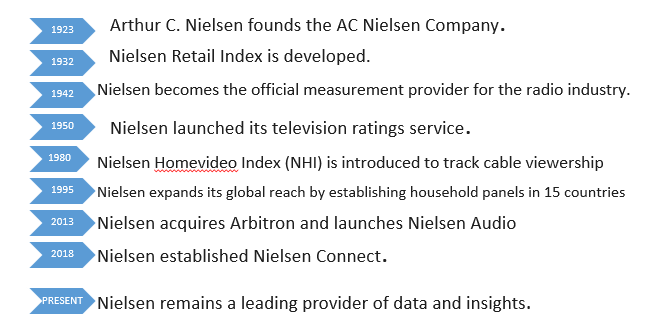 1923 Arthur C. Nielsen founds the AC Nielsen Company.
1932 Nielsen Retail Index is developed.
1942 Nielsen becomes the official measurement provider for the radio industry.
1950 Nielsen launched its television ratings service.
1980 Nielsen Homevideo Index (NHI) is introduced to track cable viewership
1995 Nielsen expands its global reach by establishing household panels in 15 countries
2013 Nielsen acquires Arbitron and launches Nielsen Audio
2018 Nielsen established Nielsen Connect.
PRESENT Nielsen remains a leading provider of data and insights.